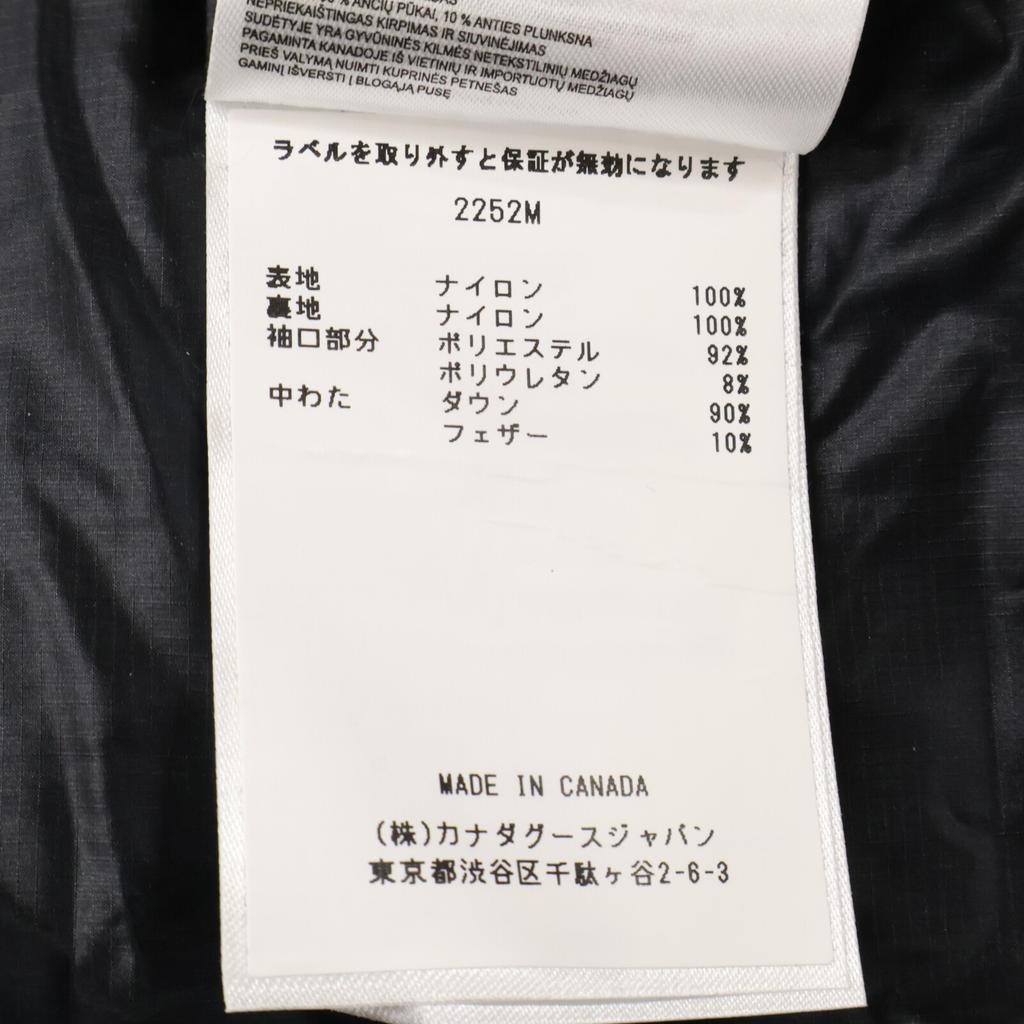 % ANČIŲ PŪKAI, 10 % ANTIES PLUNKSNA
NEPRIEKAIŠTINGAS KIRPIMAS IR SIUVINĖJIMAS
SUDĖTYJE YRA GYVŪNINĖS KILMĖS NETEKSTILINIŲ MEDŽIAGŲ
PAGAMINTA KANADOJE IŠ VIETINIŲ IR IMPORTUOTŲ MEDŽIAGŲ
PRIEŠ VALYMĄ NUIMTI KUPRINĖS PETNEŠAS
GAMINĮ IŠVERSTI Į BLOGĄJĄ PUSĘ
ラベルを取り外すと保証が無効になります
2252M
表地 ナイロン 100%
裏地 ナイロン 100%
袖口部分 ポリエステル 92%
ポリウレタン 8%
中わた ダウン 90%
フェザー 10%
MADE IN CANADA
(株)カナダグースジャパン
東京都渋谷区千駄ヶ谷2-6-3